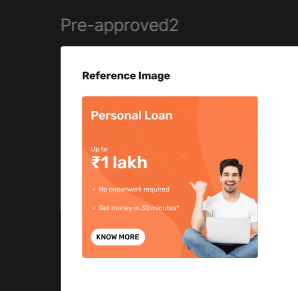 Pre-approved2
Reference Image
Personal Loan
Up to
₹1 lakh
• No paperwork required
• Get money in 30 minutes*
KNOW MORE